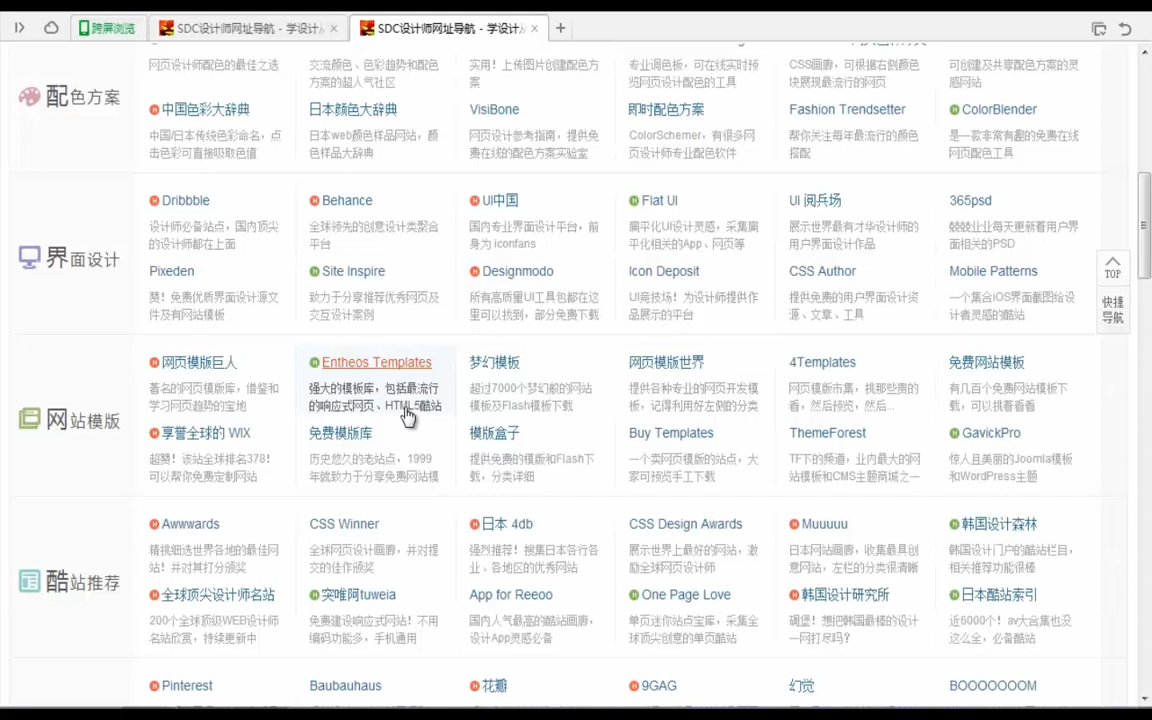 跨屏浏览 SDC设计师网址导航 - 学设计 SDC设计师网址导航 - 学设计
网页设计师配色的最佳之选 交流颜色、色彩趋势和配色 实用！上传图片创建配色方 专业调色板，可在线实时预 CSS画廊，可根据右侧颜色 可创建及共享配色方案的灵
方案的超人气社区 案 览网页设计配色的工具 块展现最流行的网页 感网站
配色方案
中国色彩大辞典 日本颜色大辞典 VisiBone 即时配色方案 Fashion Trendsetter ColorBlender
中国/日本传统色彩命名，点 日本web颜色样品网站，颜 网页设计参考指南，提供免 ColorSchemer，有很多网 帮你关注每年最流行的颜色 是一款非常有趣的免费在线
击色彩可直接吸取色值 色样品大辞典 费在线的配色方案实验室 页设计师专业配色软件 搭配 网页配色工具
Dribbble Behance UI中国 Flat UI UI 阅兵场 365psd
设计师必备站点，国内顶尖 全球领先的创意设计类聚合 国内专业界面设计平台，前 扁平化UI设计灵感，采集扁 展示世界最有才华设计师的 兢兢业业每天更新着用户界
的设计师都在上面 平台 身为 iconfans 平化相关的App、网页等 用户界面设计作品 面相关的PSD
界面设计
Pixeden Site Inspire Designmodo Icon Deposit CSS Author Mobile Patterns
赞！免费优质界面设计源文 致力于分享推荐优秀网页及 所有高质量UI工具包都在这 UI竞技场！为设计师提供作 提供免费的用户界面设计资 一个集合iOS界面截图给设
件及有网站模板 交互设计案例 里可以找到，部分免费下载 品展示的平台 源、文章、工具 计者灵感的酷站
TOP
快捷
导航
网页模版巨人 Entheos Templates 梦幻模板 网页模版世界 4Templates 免费网站模板
著名的网页模版库，借鉴和 强大的模板库，包括最流行 超过7000个梦幻般的网站 提供各种专业的网页开发模 网页模版市集，挑那些贵的 有几百个免费网站模板下
学习网页趋势的宝地 的响应式网页、HTML5酷站 模板及Flash模板下载 板，记得利用好左侧的分类 看，然后预览，然后... 载，可以挑着看看
网站模版
享誉全球的 WIX 免费模版库 模版盒子 Buy Templates ThemeForest GavickPro
超赞！该站全球排名378！ 历史悠久的老站点，1999 提供免费的模版和Flash下 一个卖网页模版的站点，大 TF下的频道，业内最大的网 惊人且美丽的Joomla模板
可以帮你免费定制网站 年就致力于分享免费网站模 载，分类详细 家可预览手工下载 站模板和CMS主题商城之一 和WordPress主题
Awwwards CSS Winner 日本 4db CSS Design Awards Muuuuu 韩国设计森林
精挑细选世界各地的最佳网 全球网页设计画廊，并对提 强烈推荐！搜集日本各行各 展示世界上最好的网站，激 日本网站画廊，收集最具创 韩国设计门户的酷站栏目，
站！并对其打分颁奖 交的佳作颁奖 业、各地区的优秀网站 励全球网页设计师 意网站，左栏的分类很清晰 相关推荐功能很棒
酷站推荐
全球顶尖设计师名站 突唯阿tuweia App for Reeoo One Page Love 韩国设计研究所 日本酷站索引
200个全球顶级WEB设计师 免费建设响应式网站！不用 国内人气最高的酷站画廊， 单页迷你站点宝库，采集全 碉堡！想把韩国最棒的设计 近6000个！av大合集也没
名站欣赏，持续更新中 编码功能多，手机通用 设计App灵感必备 球顶尖创意的单页酷站 一网打尽吗？ 这么全，必备酷站
Pinterest Baubauhaus 花瓣 9GAG 幻觉 BOOOOOOOM